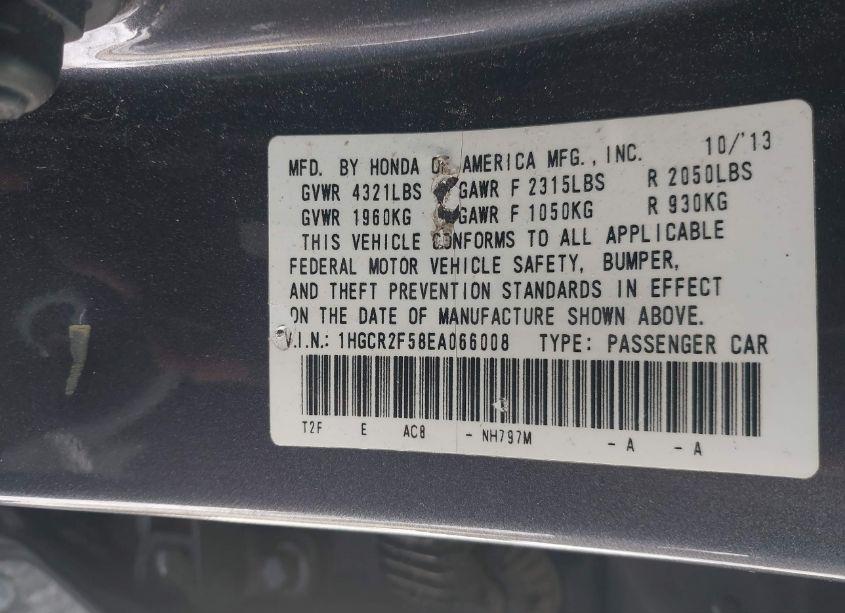 MFD. BY HONDA OF AMERICA MFG., INC. 10/'13
GVWR 4321LBS GAWR F 2315LBS R 2050LBS
GVWR 1960KG GAWR F 1050KG R 930KG
THIS VEHICLE CONFORMS TO ALL APPLICABLE
FEDERAL MOTOR VEHICLE SAFETY, BUMPER,
AND THEFT PREVENTION STANDARDS IN EFFECT
ON THE DATE OF MANUFACTURE SHOWN ABOVE.
V.I.N.: 1HGCR2F58EA066008 TYPE: PASSENGER CAR
T2F E AC8 - NH797M - A - A